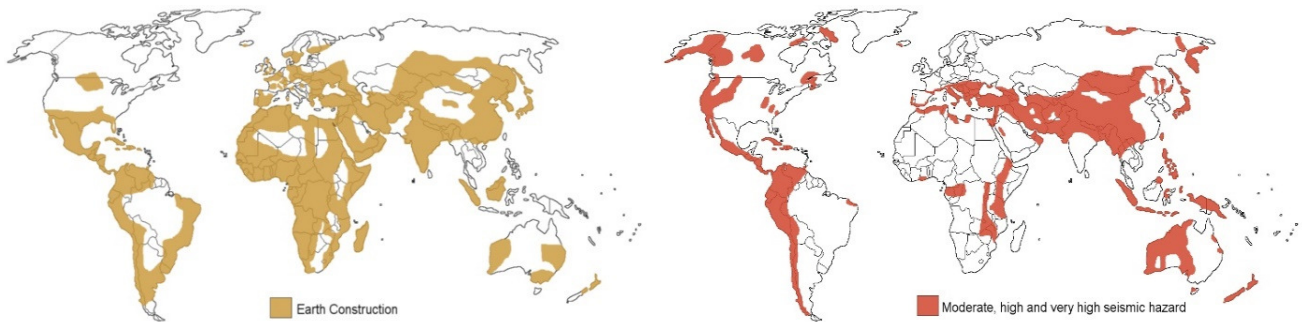 Earth Construction
Moderate, high and very high seismic hazard